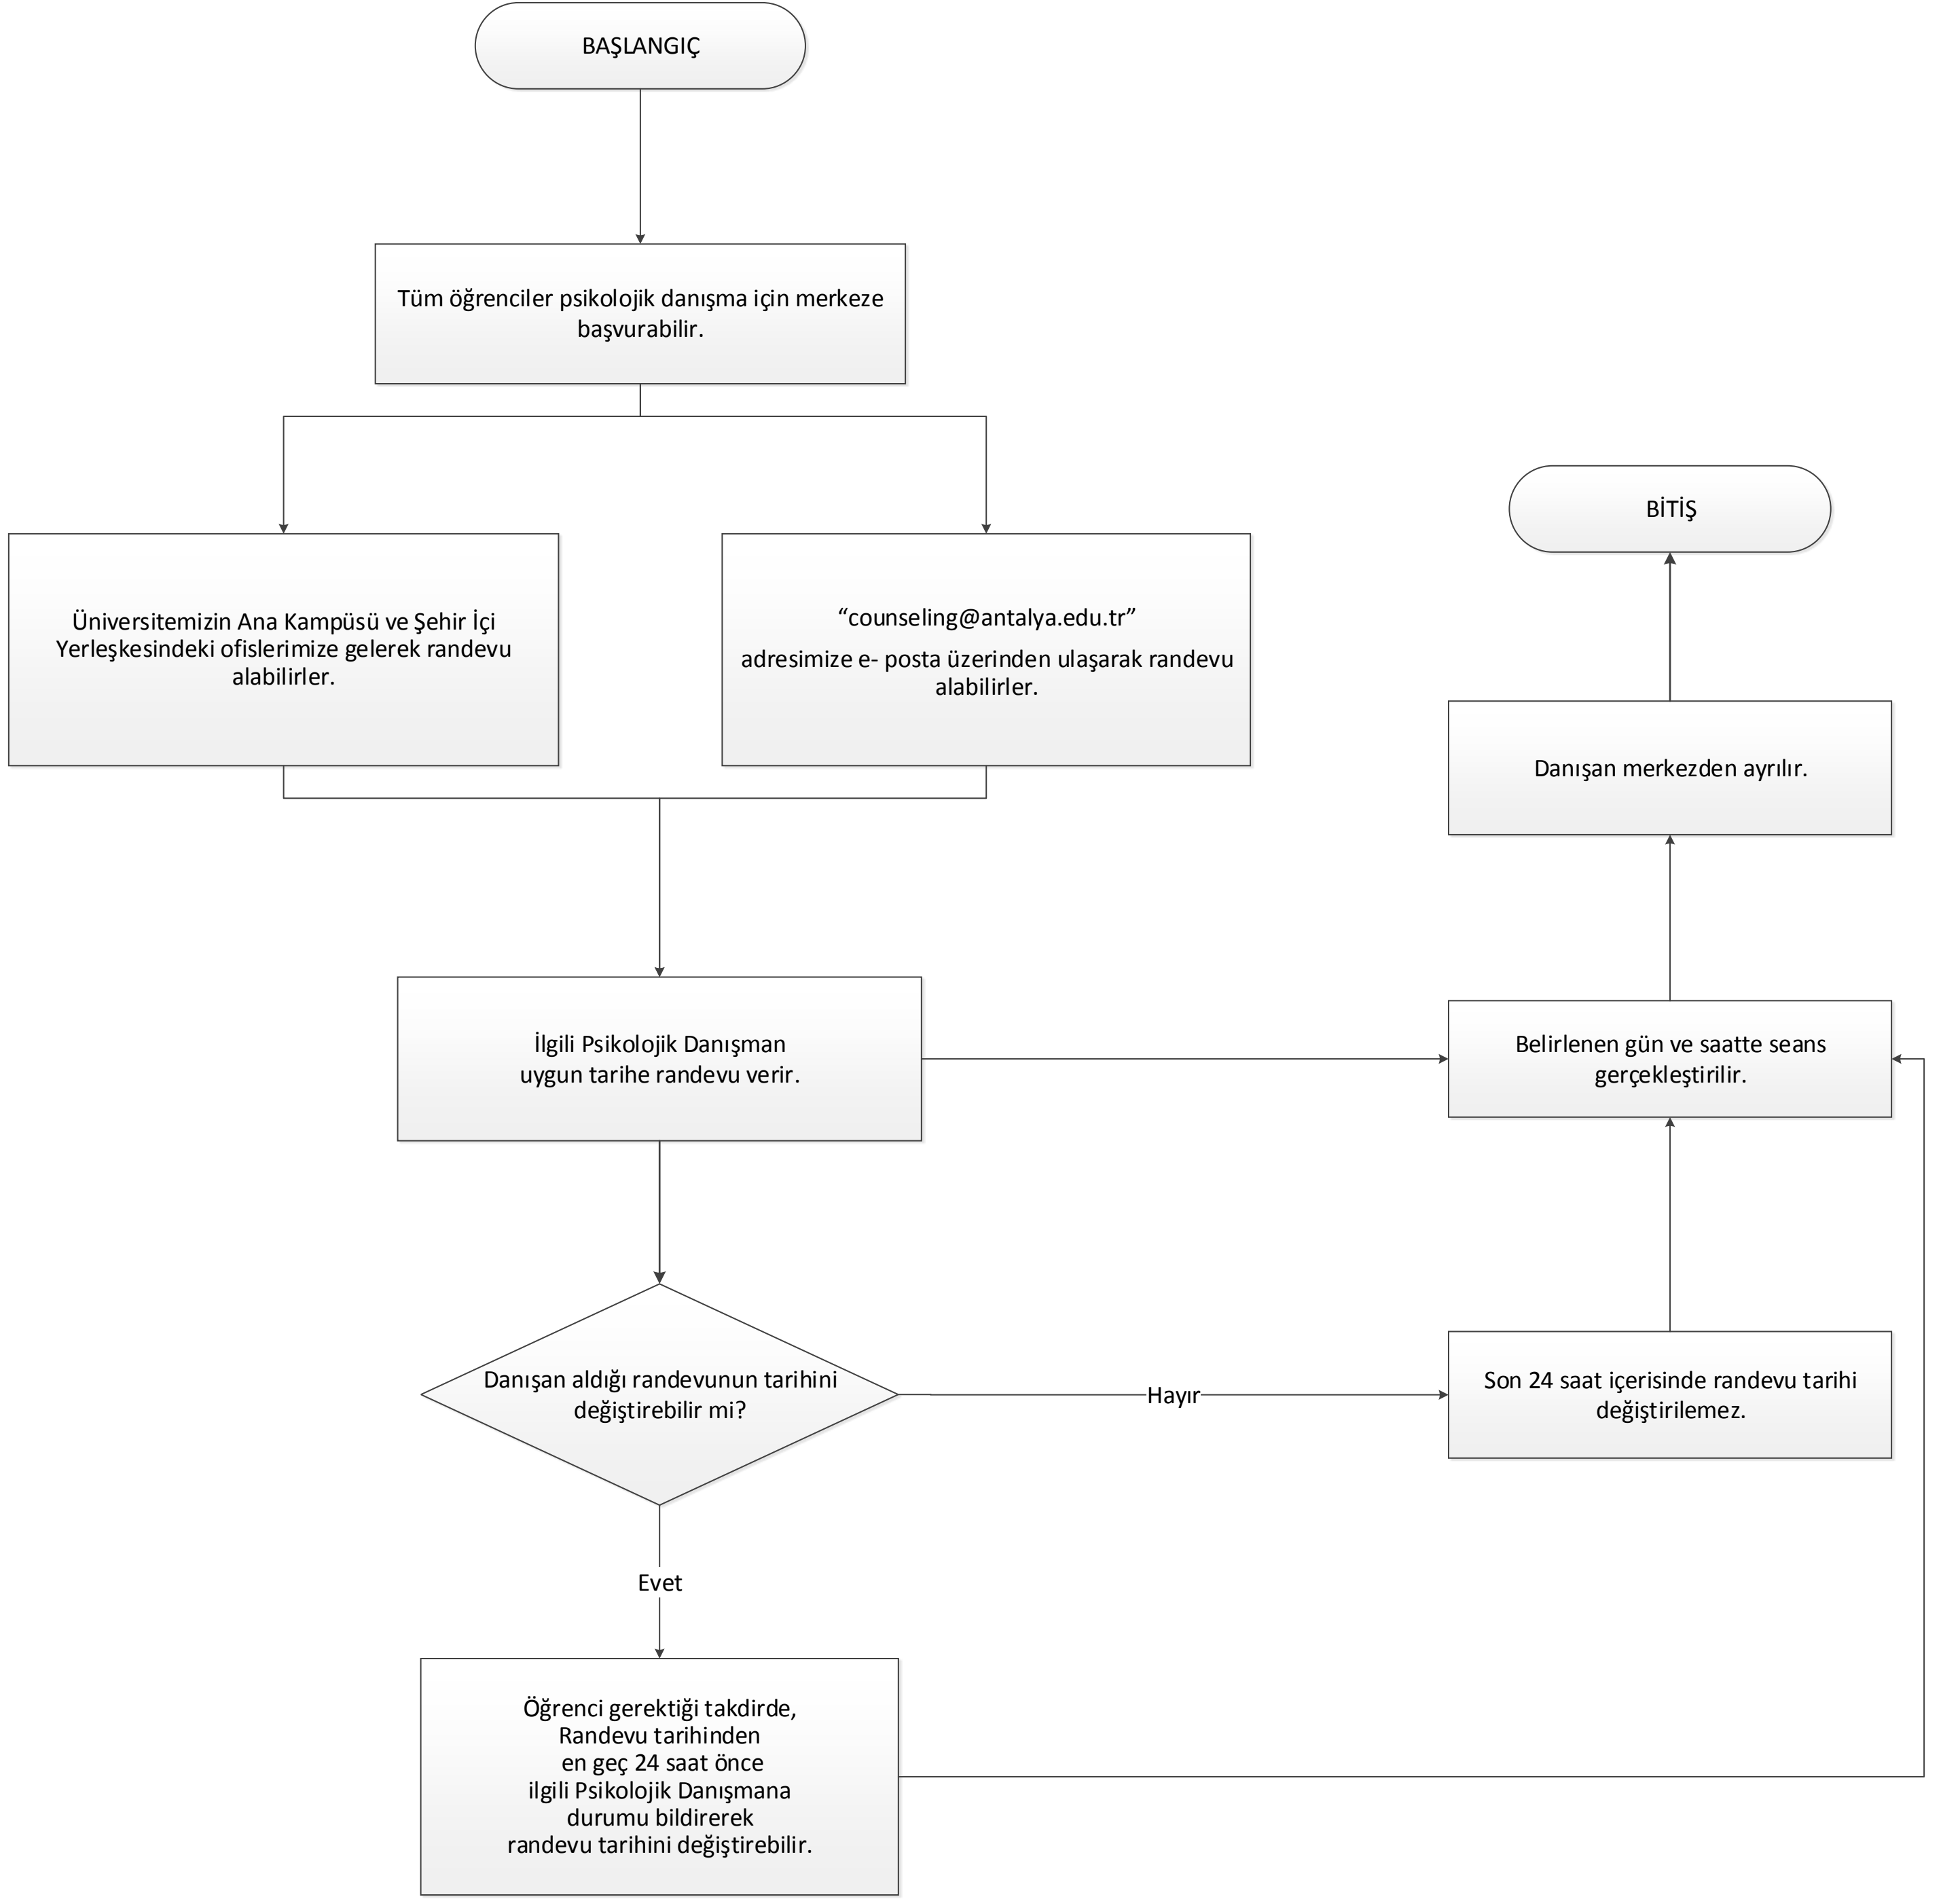 BAŞLANGIÇ
Tüm öğrenciler psikolojik danışma için merkeze
başvurabilir.
Üniversitemizin Ana Kampüsü ve Şehir İçi
Yerleşkesindeki ofislerimize gelerek randevu
alabilirler.
“counseling@antalya.edu.tr”
adresimize e- posta üzerinden ulaşarak randevu
alabilirler.
İlgili Psikolojik Danışman
uygun tarihe randevu verir.
Danışan aldığı randevunun tarihini
değiştirebilir mi?
Evet
Öğrenci gerektiği takdirde,
Randevu tarihinden
en geç 24 saat önce
ilgili Psikolojik Danışmana
durumu bildirerek
randevu tarihini değiştirebilir.
Hayır
Son 24 saat içerisinde randevu tarihi
değiştirilemez.
Belirlenen gün ve saatte seans
gerçekleştirilir.
Danışan merkezden ayrılır.
BİTİŞ